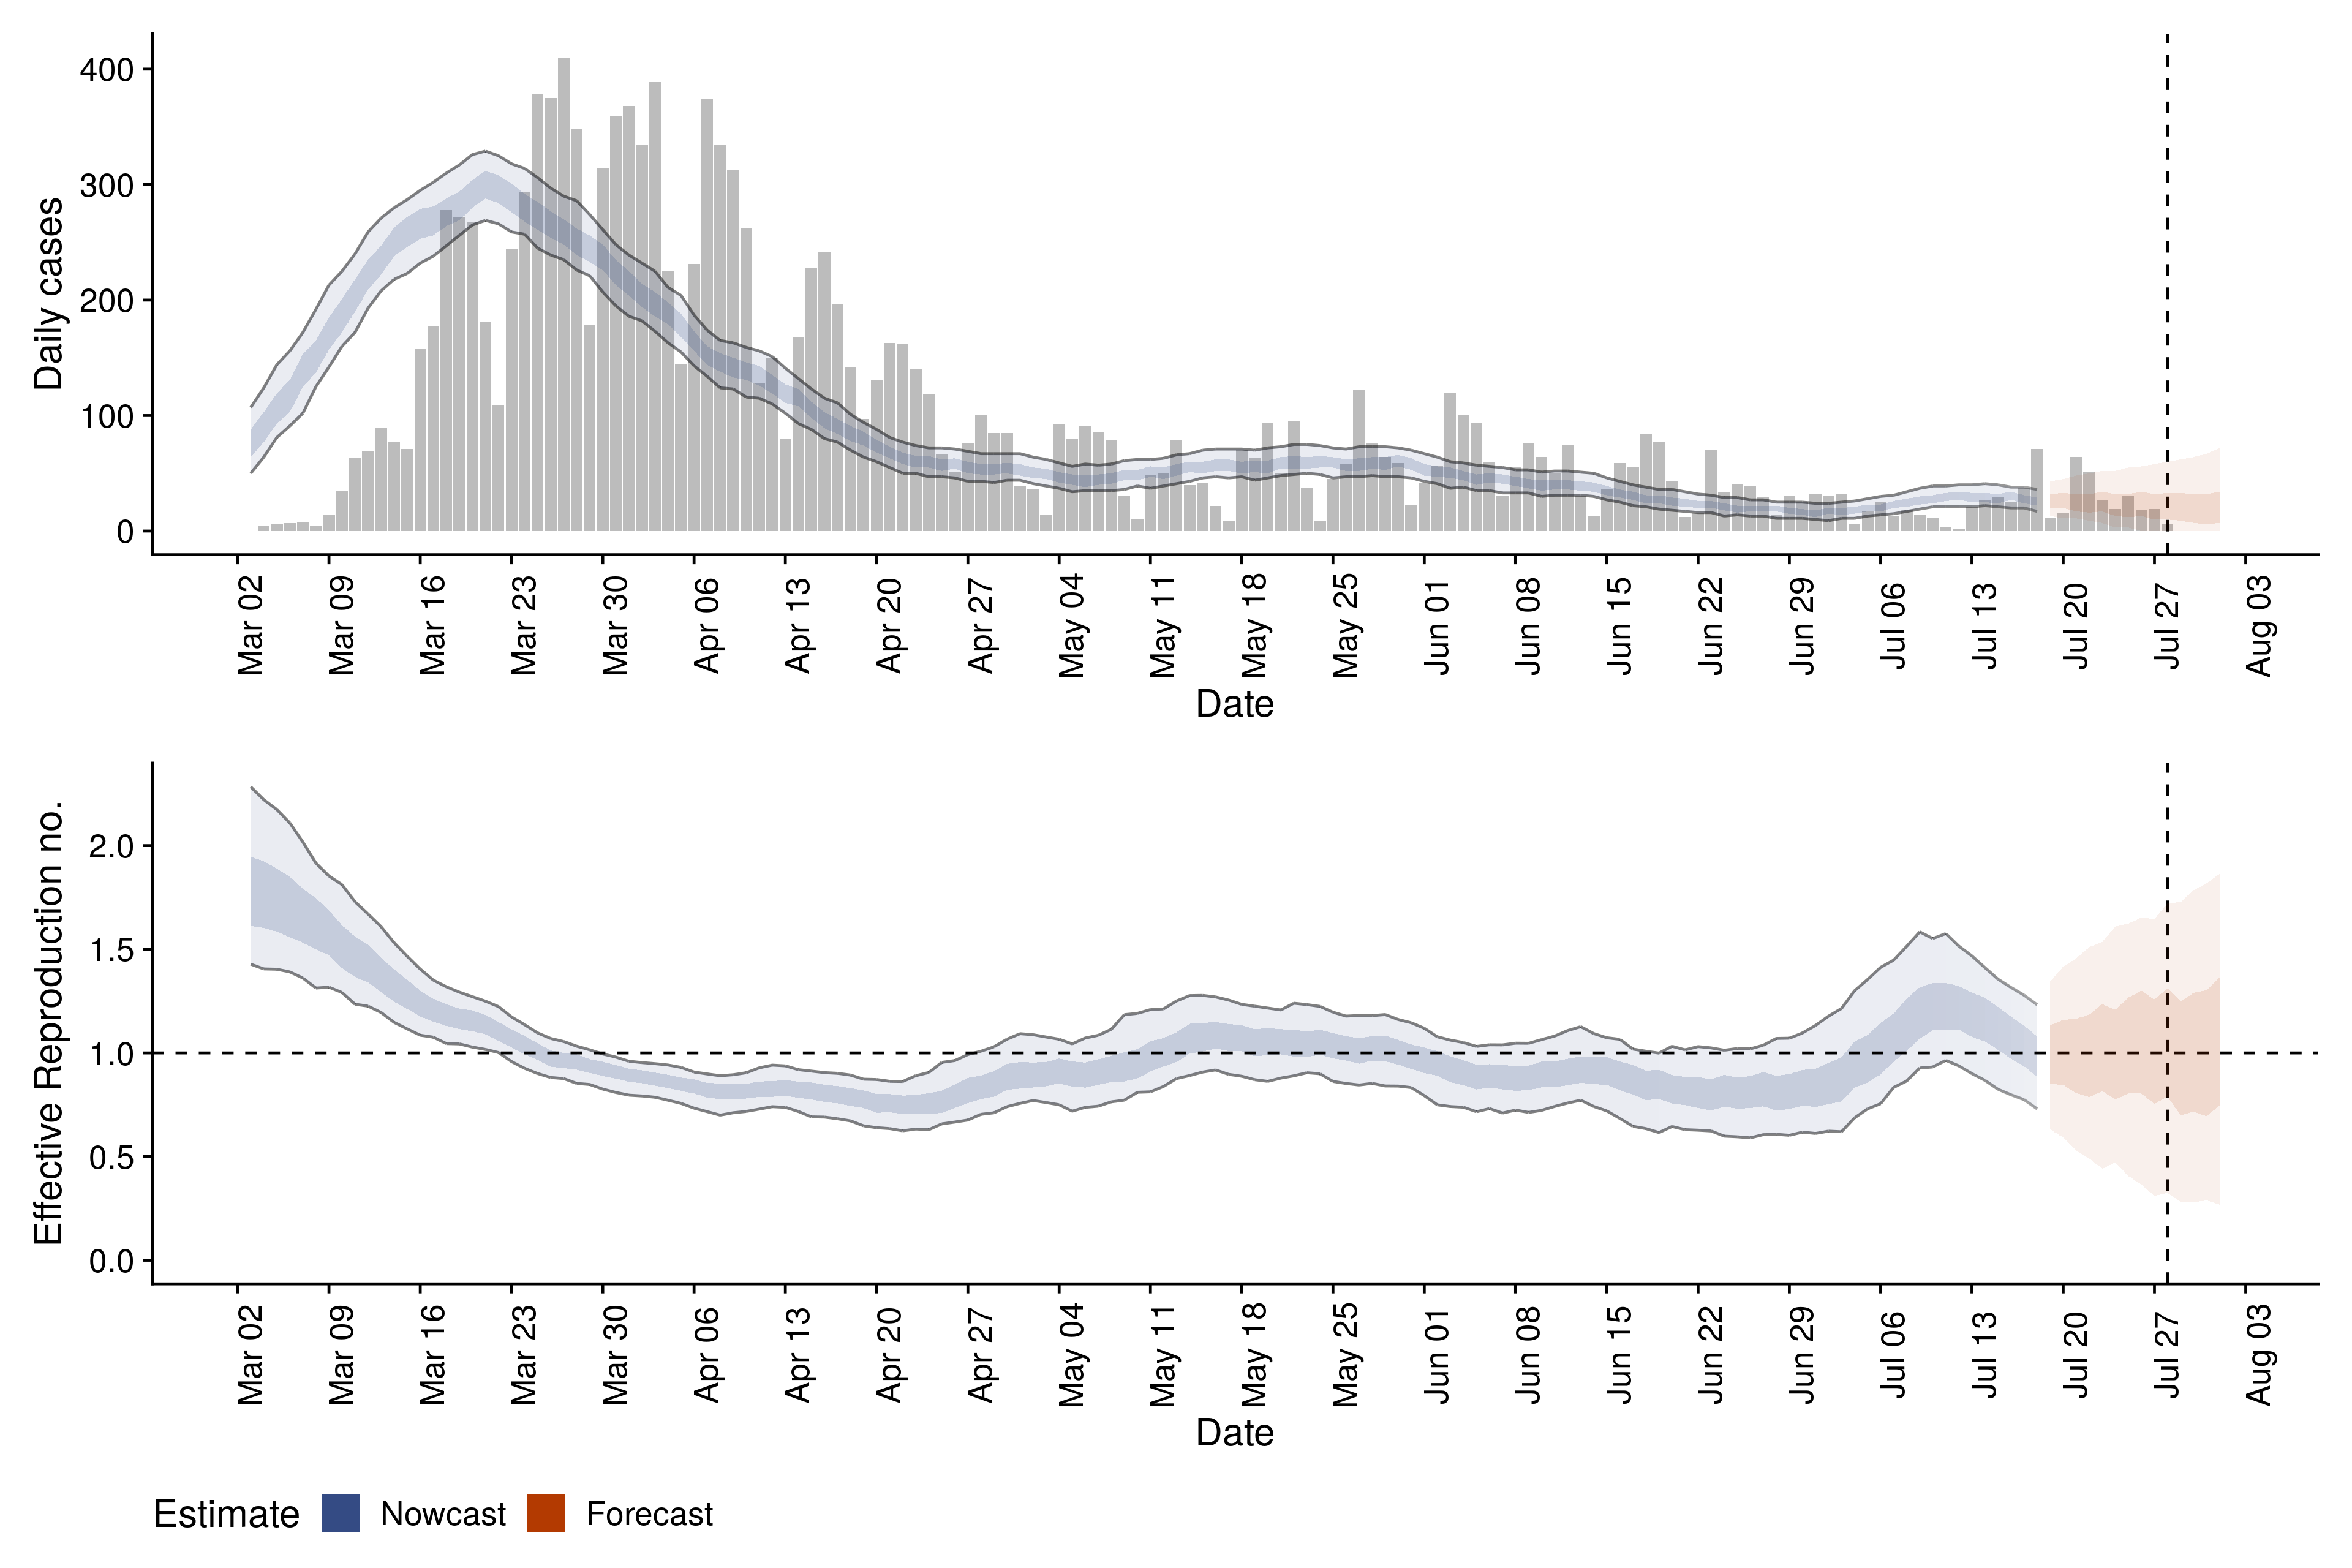 Daily cases
400
300
200
100
0
Mar 02 Mar 09 Mar 16 Mar 23 Mar 30 Apr 06 Apr 13 Apr 20 Apr 27 May 04 May 11 May 18 May 25 Jun 01 Jun 08 Jun 15 Jun 22 Jun 29 Jul 06 Jul 13 Jul 20 Jul 27 Aug 03
Date
Effective Reproduction no.
2.0
1.5
1.0
0.5
0.0
Mar 02 Mar 09 Mar 16 Mar 23 Mar 30 Apr 06 Apr 13 Apr 20 Apr 27 May 04 May 11 May 18 May 25 Jun 01 Jun 08 Jun 15 Jun 22 Jun 29 Jul 06 Jul 13 Jul 20 Jul 27 Aug 03
Date
Estimate Nowcast Forecast